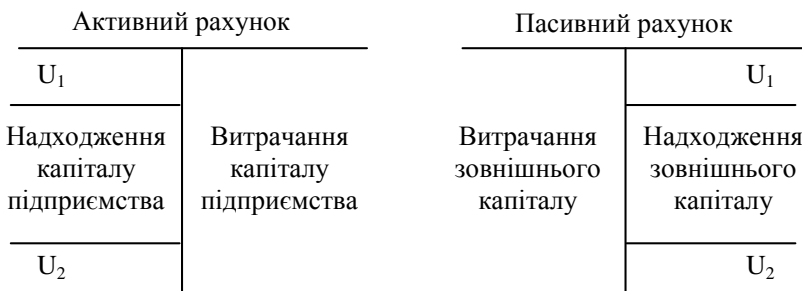 Активний рахунок
U₁
Надходження
капіталу
підприємства
Витрачання
капіталу
підприємства
U₂
Пасивний рахунок
U₁
Витрачання
зовнішнього
капіталу
Надходження
зовнішнього
капіталу
U₂